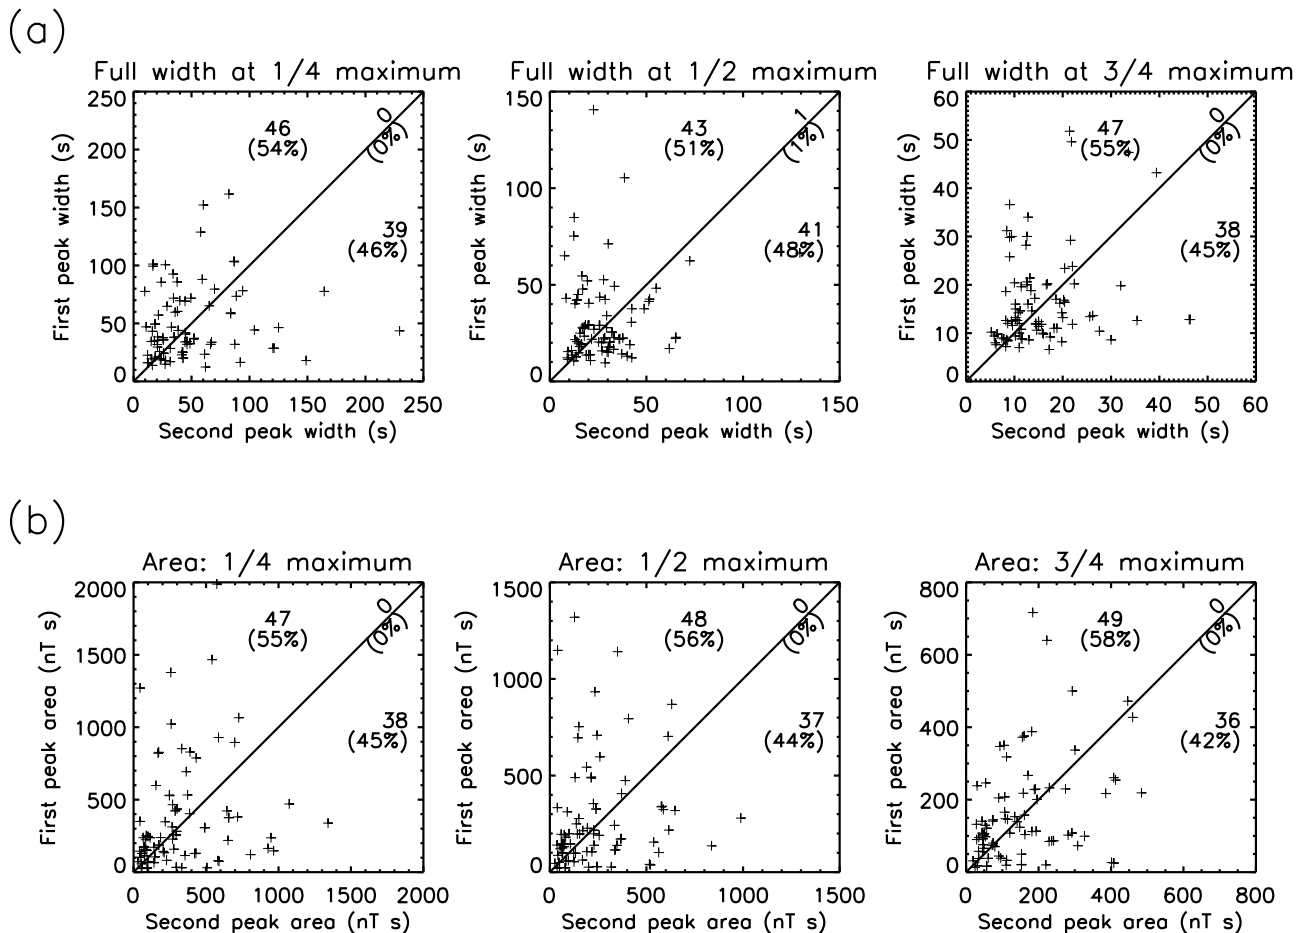 (a)
Full width at 1/4 maximum
Full width at 1/2 maximum
Full width at 3/4 maximum
First peak width (s)
250
200
150
100
50
0
46
(54%)
0
(0%)
39
(46%)
0 50 100 150 200 250
Second peak width (s)
First peak width (s)
150
100
50
0
43
(51%)
1
(1%)
41
(48%)
0 50 100 150
Second peak width (s)
First peak width (s)
60
50
40
30
20
10
0
47
(55%)
0
(0%)
38
(45%)
0 10 20 30 40 50 60
Second peak width (s)
(b)
Area: 1/4 maximum
Area: 1/2 maximum
Area: 3/4 maximum
First peak area (nT s)
2000
1500
1000
500
0
47
(55%)
0
(0%)
38
(45%)
0 500 1000 1500 2000
Second peak area (nT s)
First peak area (nT s)
1500
1000
500
0
48
(56%)
0
(0%)
37
(44%)
0 500 1000 1500
Second peak area (nT s)
First peak area (nT s)
800
600
400
200
0
49
(58%)
0
(0%)
36
(42%)
0 200 400 600 800
Second peak area (nT s)